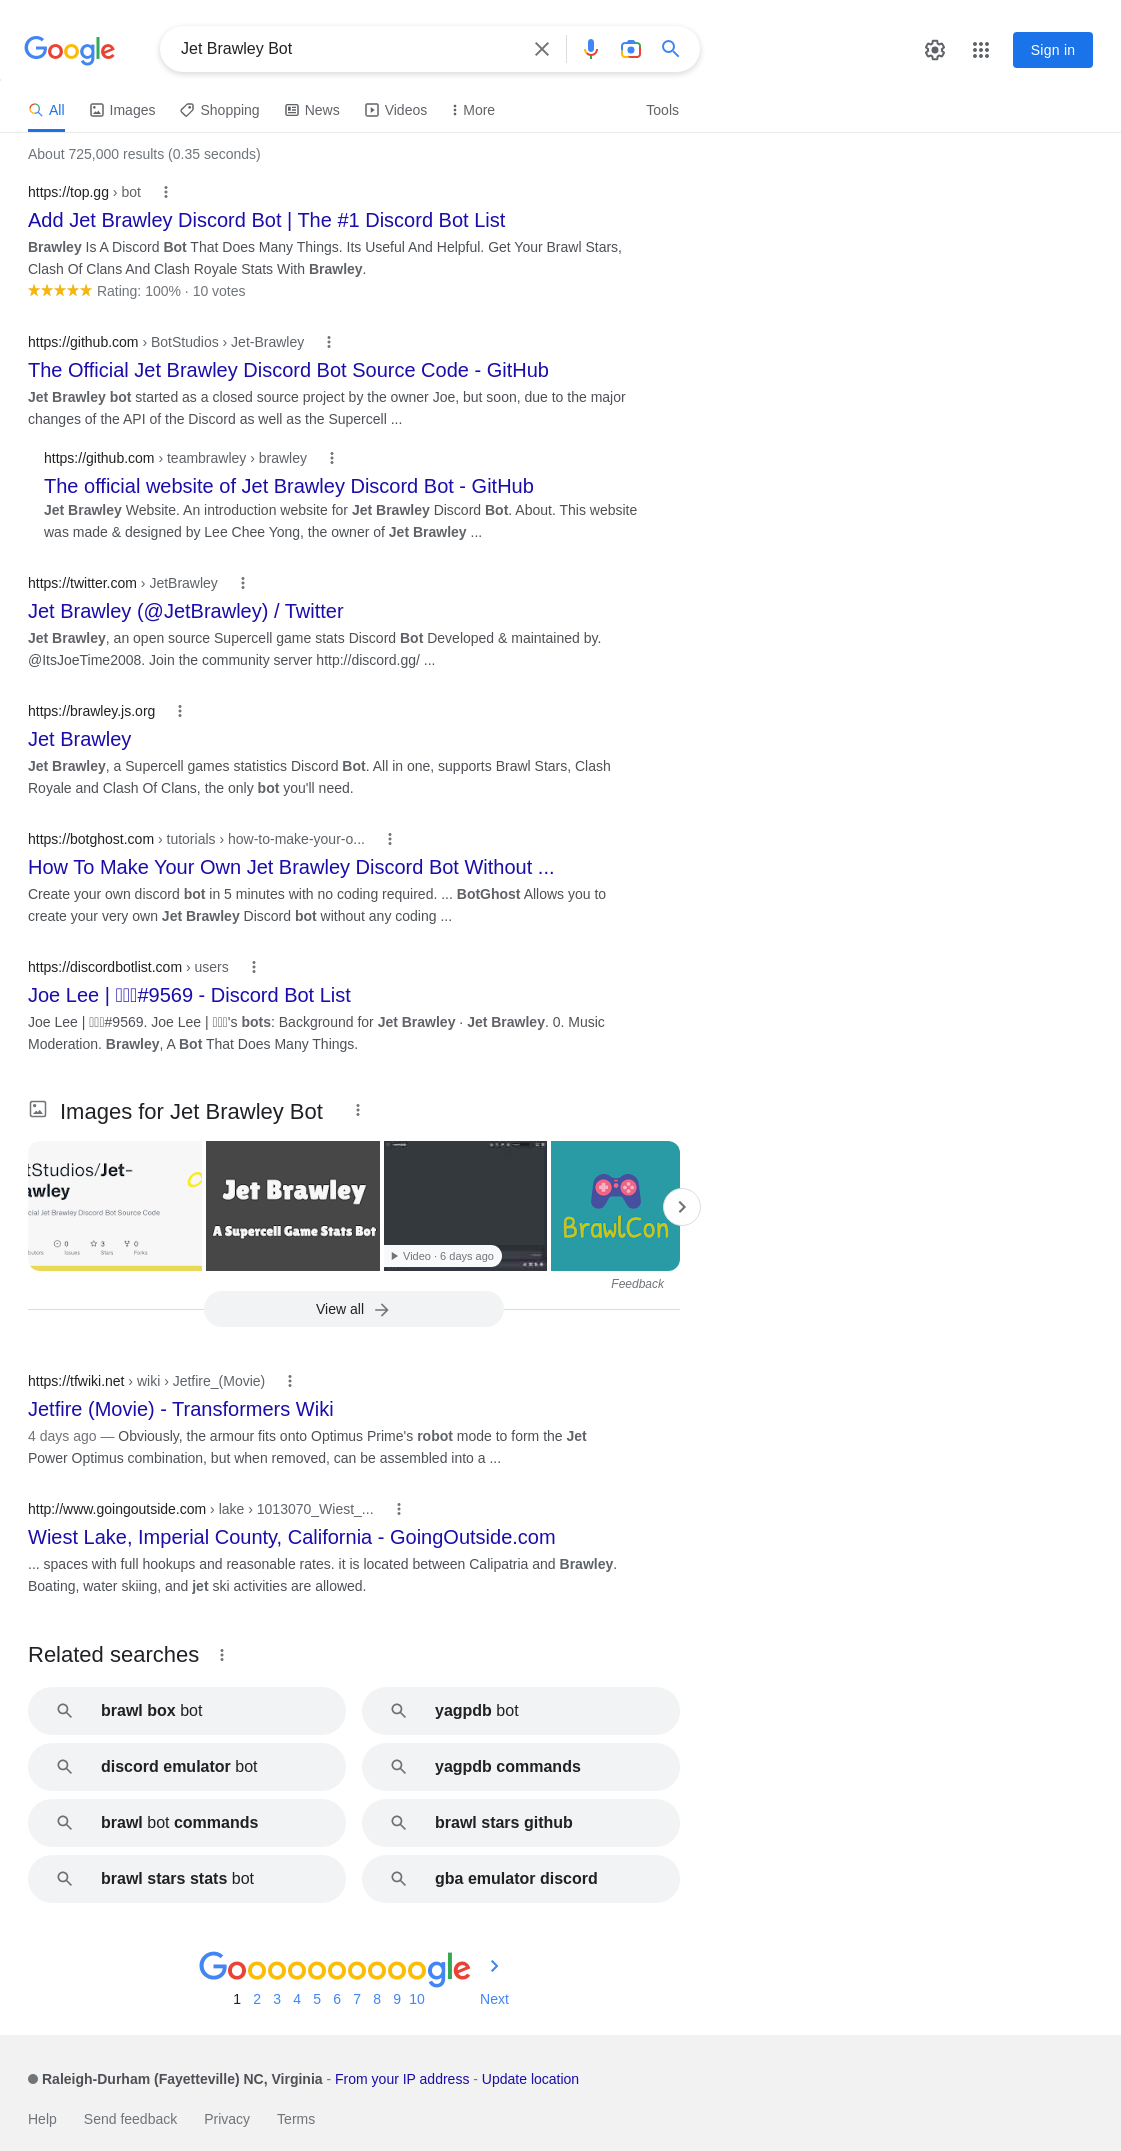 Google
Jet Brawley Bot
Sign in
All
Images
Shopping
News
Videos
More
Tools
About 725,000 results (0.35 seconds)
https://top.gg › bot
Add Jet Brawley Discord Bot | The #1 Discord Bot List
Brawley Is A Discord Bot That Does Many Things. Its Useful And Helpful. Get Your Brawl Stars,
Clash Of Clans And Clash Royale Stats With Brawley.
Rating: 100% · 10 votes
https://github.com › BotStudios › Jet-Brawley
The Official Jet Brawley Discord Bot Source Code - GitHub
Jet Brawley bot started as a closed source project by the owner Joe, but soon, due to the major
changes of the API of the Discord as well as the Supercell ...
https://github.com › teambrawley › brawley
The official website of Jet Brawley Discord Bot - GitHub
Jet Brawley Website. An introduction website for Jet Brawley Discord Bot. About. This website
was made & designed by Lee Chee Yong, the owner of Jet Brawley ...
https://twitter.com › JetBrawley
Jet Brawley (@JetBrawley) / Twitter
Jet Brawley, an open source Supercell game stats Discord Bot Developed & maintained by.
@ItsJoeTime2008. Join the community server http://discord.gg/ ...
https://brawley.js.org
Jet Brawley
Jet Brawley, a Supercell games statistics Discord Bot. All in one, supports Brawl Stars, Clash
Royale and Clash Of Clans, the only bot you'll need.
https://botghost.com › tutorials › how-to-make-your-o...
How To Make Your Own Jet Brawley Discord Bot Without ...
Create your own discord bot in 5 minutes with no coding required. ... BotGhost Allows you to
create your very own Jet Brawley Discord bot without any coding ...
https://discordbotlist.com › users
Joe Lee | #9569 - Discord Bot List
Joe Lee | #9569. Joe Lee | 's bots: Background for Jet Brawley · Jet Brawley. 0. Music
Moderation. Brawley, A Bot That Does Many Things.
Images for Jet Brawley Bot
tStudios/Jet-
awley
cial Jet Brawley Discord Bot Source Code
0
3
0
Issues
Stars
Forks
Jet Brawley
A Supercell Game Stats Bot
Video · 6 days ago
BrawlCon
Feedback
View all
https://tfwiki.net › wiki › Jetfire_(Movie)
Jetfire (Movie) - Transformers Wiki
4 days ago — Obviously, the armour fits onto Optimus Prime's robot mode to form the Jet
Power Optimus combination, but when removed, can be assembled into a ...
http://www.goingoutside.com › lake › 1013070_Wiest_...
Wiest Lake, Imperial County, California - GoingOutside.com
... spaces with full hookups and reasonable rates. it is located between Calipatria and Brawley.
Boating, water skiing, and jet ski activities are allowed.
Related searches
brawl box bot
yagpdb bot
discord emulator bot
yagpdb commands
brawl bot commands
brawl stars github
brawl stars stats bot
gba emulator discord
Goooooooooogle
1 2 3 4 5 6 7 8 9 10 Next
Raleigh-Durham (Fayetteville) NC, Virginia - From your IP address - Update location
Help Send feedback Privacy Terms